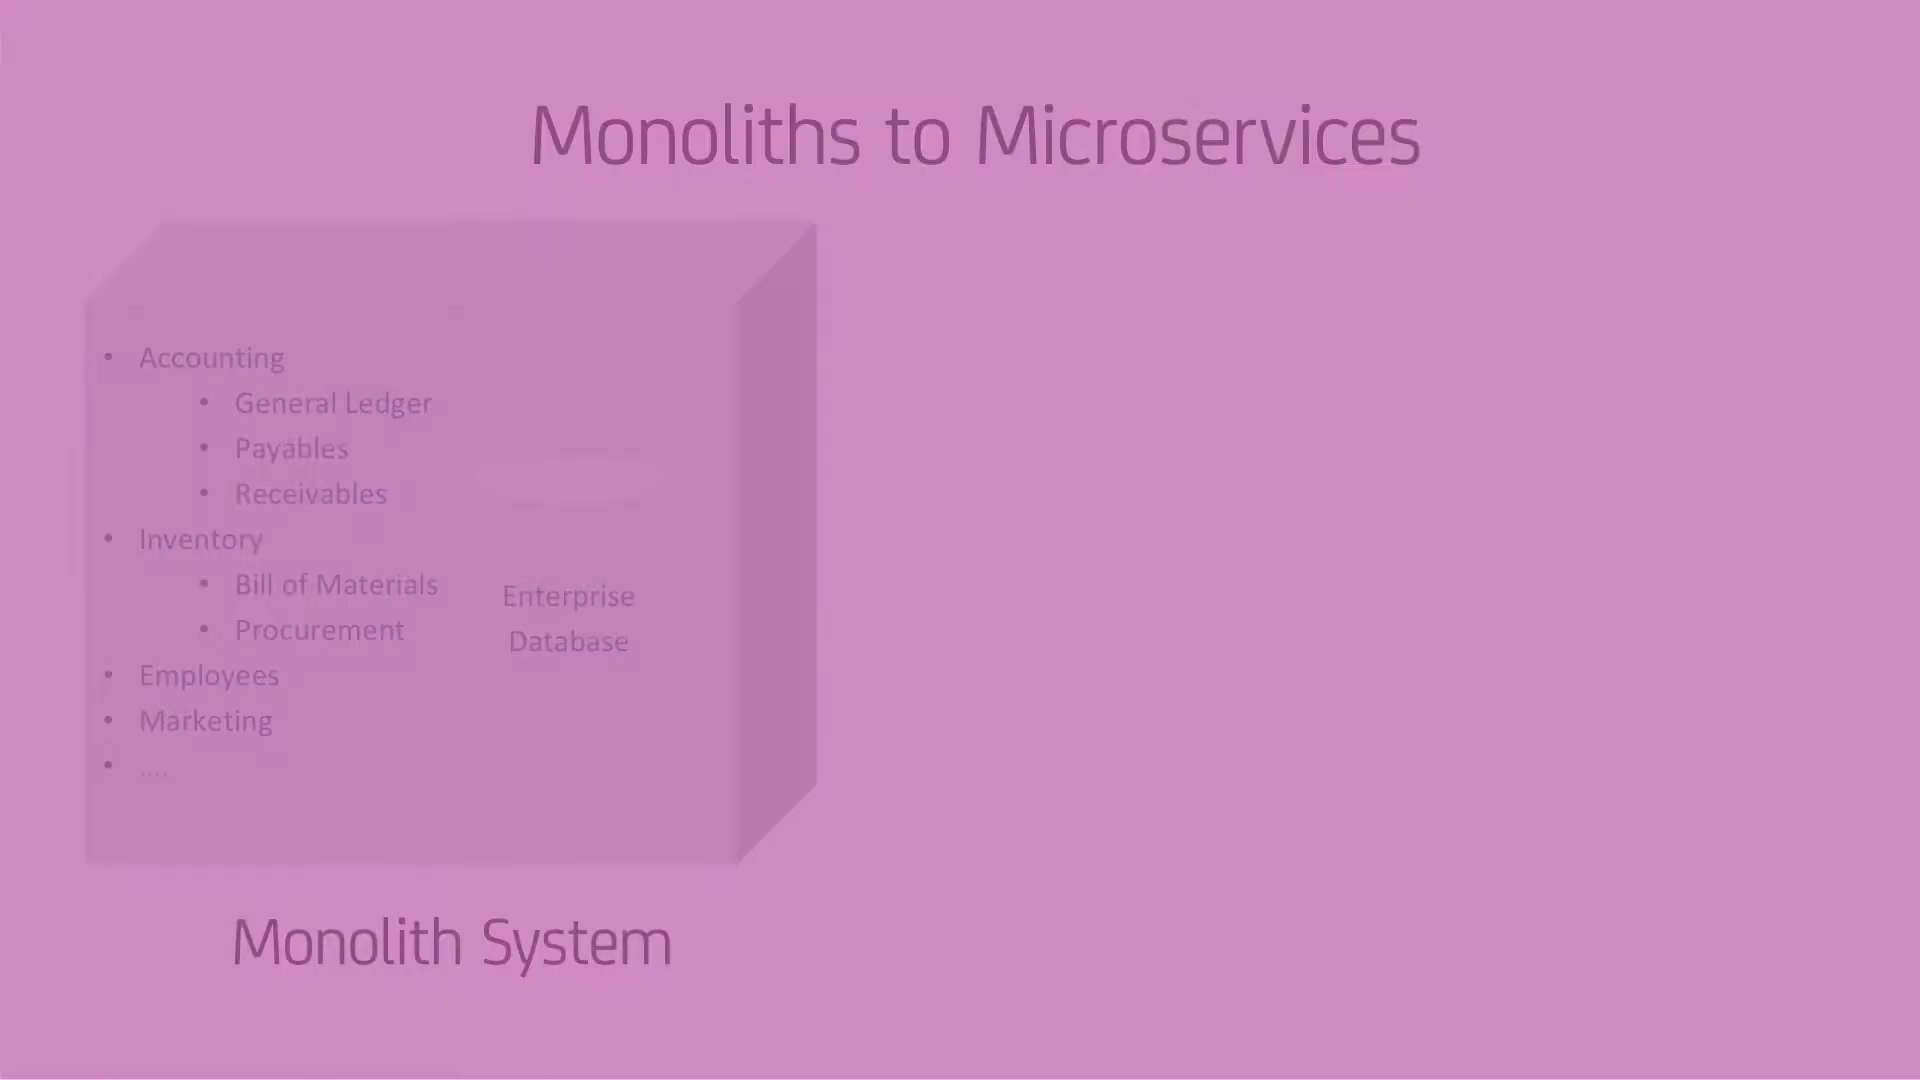 Monoliths to Microservices
• Accounting
• General Ledger
• Payables
• Receivables
• Inventory
• Bill of Materials
• Procurement
• Employees
• Marketing
• ....
Enterprise
Database
Monolith System